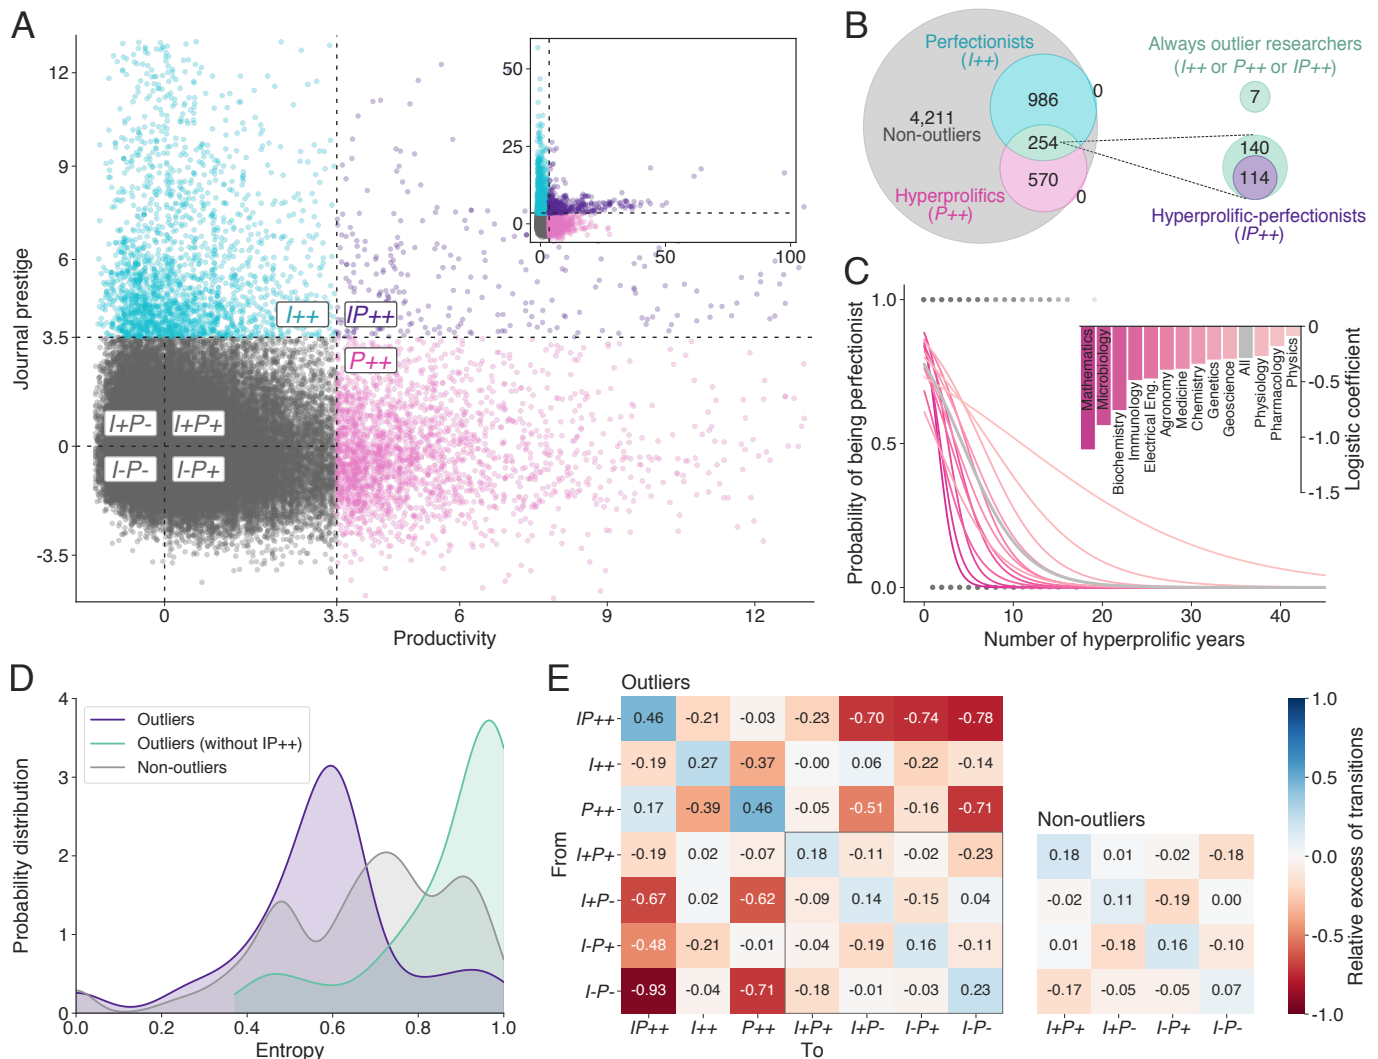 A
Journal prestige
12
9
6
3.5
0
-3.5
0
3.5
6
9
12
Productivity
I++
IP++
P++
I+P-
I+P+
I-P-
I-P+
50
25
0
0
50
100
B
Perfectionists
(I++)
986
0
4,211
Non-outliers
254
570
0
Hyperprolifics
(P++)
Always outlier researchers
(I++ or P++ or IP++)
7
140
114
Hyperprolific-perfectionists
(IP++)
C
Probability of being perfectionist
1.0
0.5
0.0
0
10
20
30
40
Number of hyperprolific years
Mathematics
Microbiology
Biochemistry
Immunology
Electrical Eng.
Agronomy
Medicine
Chemistry
Genetics
Geoscience
All
Physiology
Pharmacology
Physics
0
-0.5
-1.0
-1.5
Logistic coefficient
D
Probability distribution
4
3
2
1
0
0.0
0.2
0.4
0.6
0.8
1.0
Entropy
Outliers
Outliers (without IP++)
Non-outliers
E
Outliers
From
IP++ 0.46 -0.21 -0.03 -0.23 -0.70 -0.74 -0.78
I++ -0.19 0.27 -0.37 -0.00 0.06 -0.22 -0.14
P++ 0.17 -0.39 0.46 -0.05 -0.51 -0.16 -0.71
I+P+ -0.19 0.02 -0.07 0.18 -0.11 -0.02 -0.23
I+P- -0.67 0.02 -0.62 -0.09 0.14 -0.15 0.04
I-P+ -0.48 -0.21 -0.01 -0.04 -0.19 0.16 -0.11
I-P- -0.93 -0.04 -0.71 -0.18 -0.01 -0.03 0.23
IP++ I++ P++ I+P+ I+P- I-P+ I-P-
To
Non-outliers
0.18 0.01 -0.02 -0.18
-0.02 0.11 -0.19 0.00
0.01 -0.18 0.16 -0.10
-0.17 -0.05 -0.05 0.07
I+P+ I+P- I-P+ I-P-
1.0
0.5
0.0
-0.5
-1.0
Relative excess of transitions